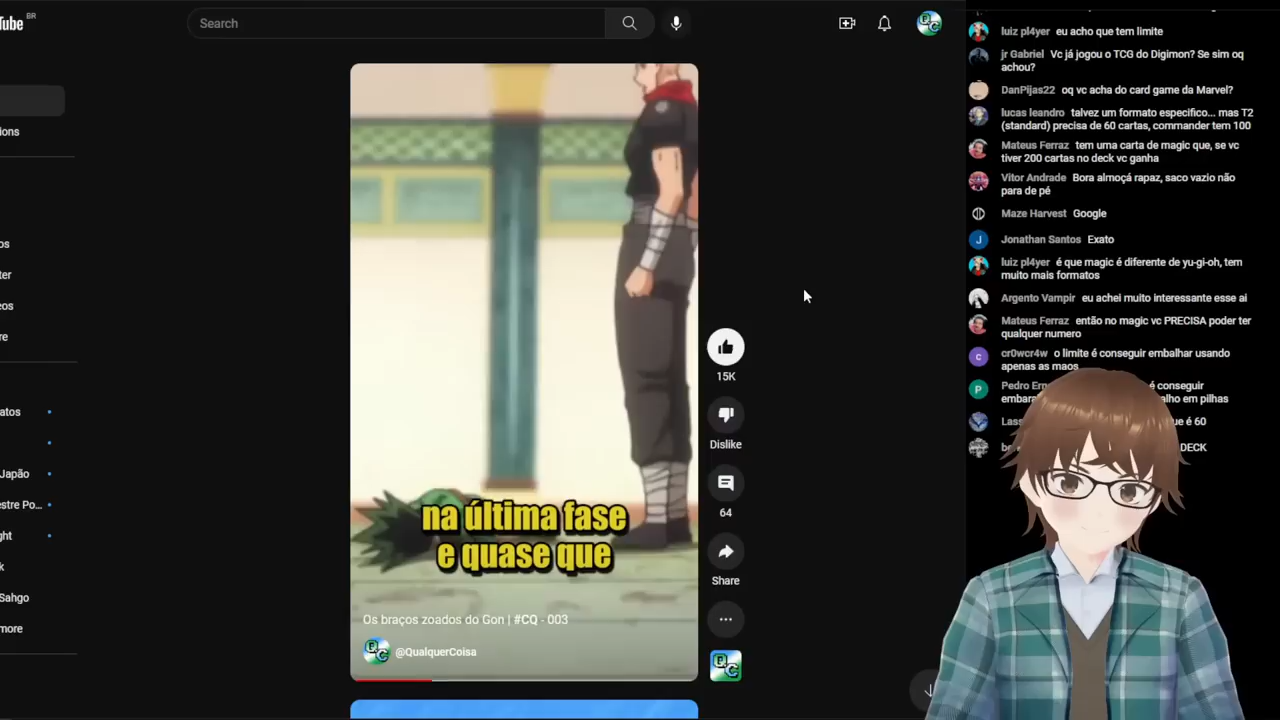 Tube BR
Search
ions
os
ter
eos
re
atos
Japão
estre Po...
ght
k
Sahgo
more
na última fase
e quase que
Os braços zoados do Gon | #CQ - 003
@QualquerCoisa
15K
Dislike
64
Share
luiz pl4yer eu acho que tem limite
jr Gabriel Vc já jogou o TCG do Digimon? Se sim oq
achou?
DanPijas22 oq vc acha do card game da Marvel?
lucas leandro talvez um formato especifico... mas T2
(standard) precisa de 60 cartas, commander tem 100
Mateus Ferraz tem uma carta de magic que, se vc
tiver 200 cartas no deck vc ganha
Vitor Andrade Bora almoçá rapaz, saco vazio não
para de pé
Maze Harvest Google
J
Jonathan Santos Exato
luiz pl4yer é que magic é diferente de yu-gi-oh, tem
muito mais formatos
Argento Vampir eu achei muito interessante esse ai
Mateus Ferraz então no magic vc PRECISA poder ter
qualquer numero
c
cr0wcr4w o limite é conseguir embalhar usando
apenas as maos
P
Pedro Ern é conseguir
embara alho em pilhas
Lass ue é 60
DECK